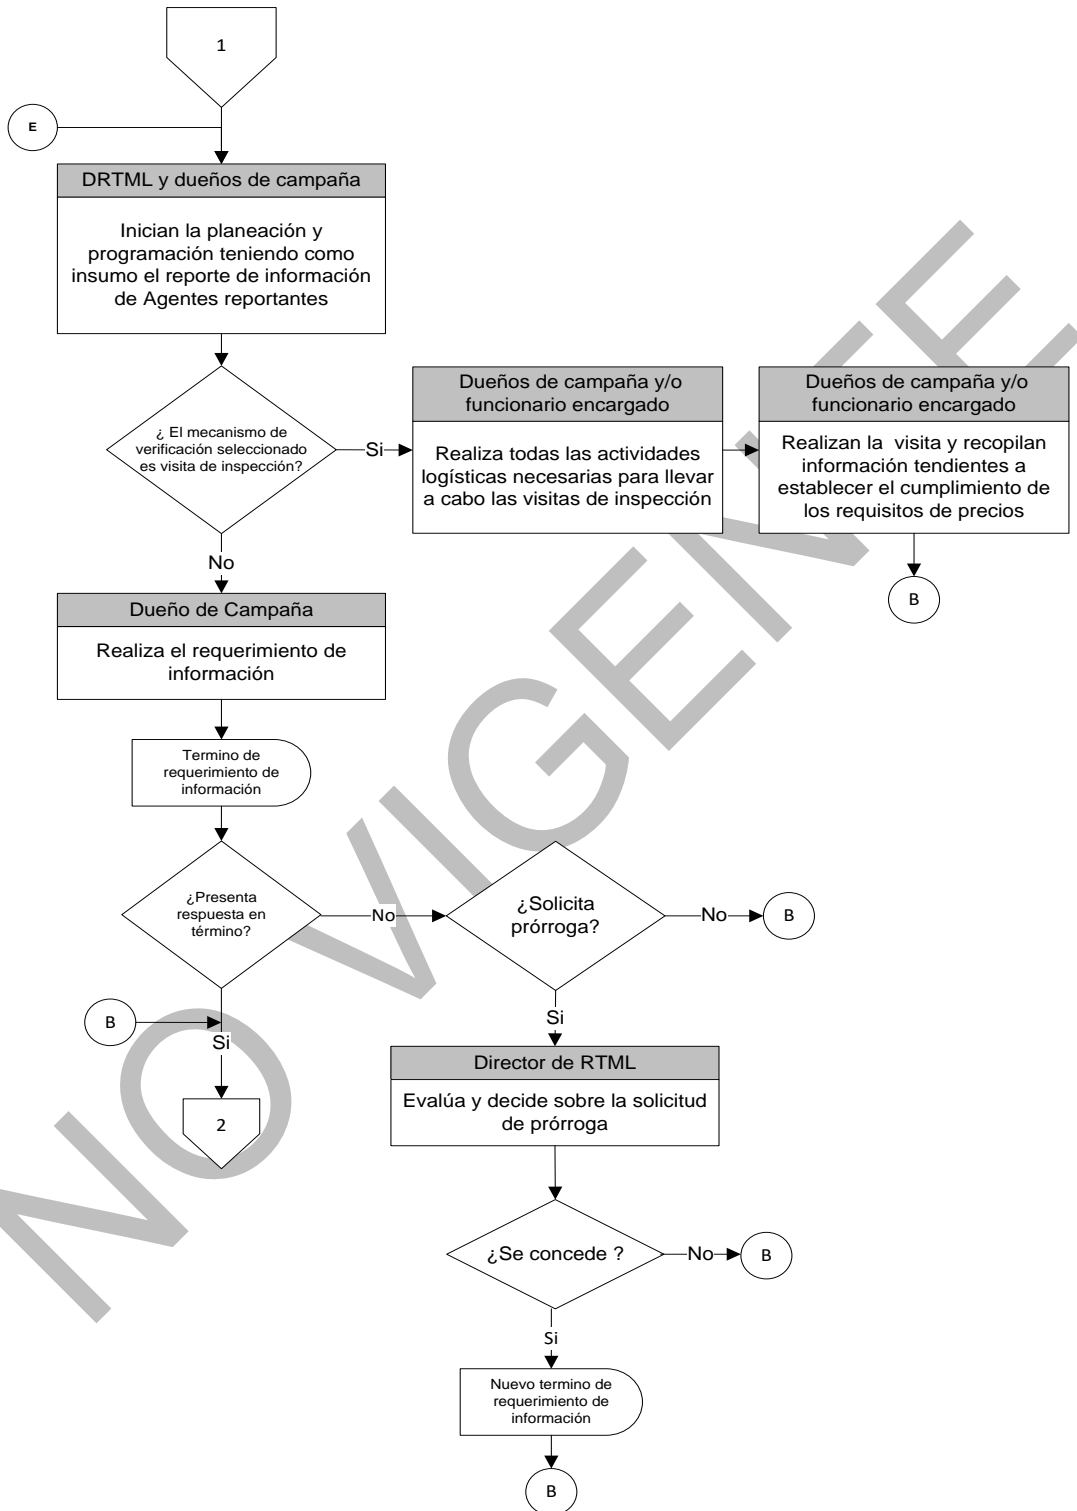 1
E
DRTML y dueños de campaña
Inician la planeación y
programación teniendo como
insumo el reporte de información
de Agentes reportantes
¿ El mecanismo de
verificación seleccionado
es visita de inspección?
Si
Dueños de campaña y/o
funcionario encargado
Realiza todas las actividades
logísticas necesarias para llevar
a cabo las visitas de inspección
Dueños de campaña y/o
funcionario encargado
Realizan la visita y recopilan
información tendientes a
establecer el cumplimiento de
los requisitos de precios
B
No
Dueño de Campaña
Realiza el requerimiento de
información
Termino de
requerimiento de
información
¿Presenta
respuesta en
término?
No
¿Solicita
prórroga?
No
B
B
Si
2
Si
Director de RTML
Evalúa y decide sobre la solicitud
de prórroga
¿Se concede ?
No
B
Si
Nuevo termino de
requerimiento de
información
B
NO VIGENTE